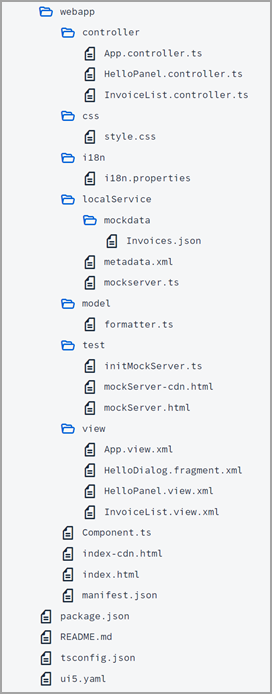 webapp
controller
App.controller.ts
HelloPanel.controller.ts
InvoiceList.controller.ts
css
style.css
i18n
i18n.properties
localService
mockdata
Invoices.json
metadata.xml
mockserver.ts
model
formatter.ts
test
initMockServer.ts
mockServer-cdn.html
mockServer.html
view
App.view.xml
HelloDialog.fragment.xml
HelloPanel.view.xml
InvoiceList.view.xml
Component.ts
index-cdn.html
index.html
manifest.json
package.json
README.md
tsconfig.json
ui5.yaml